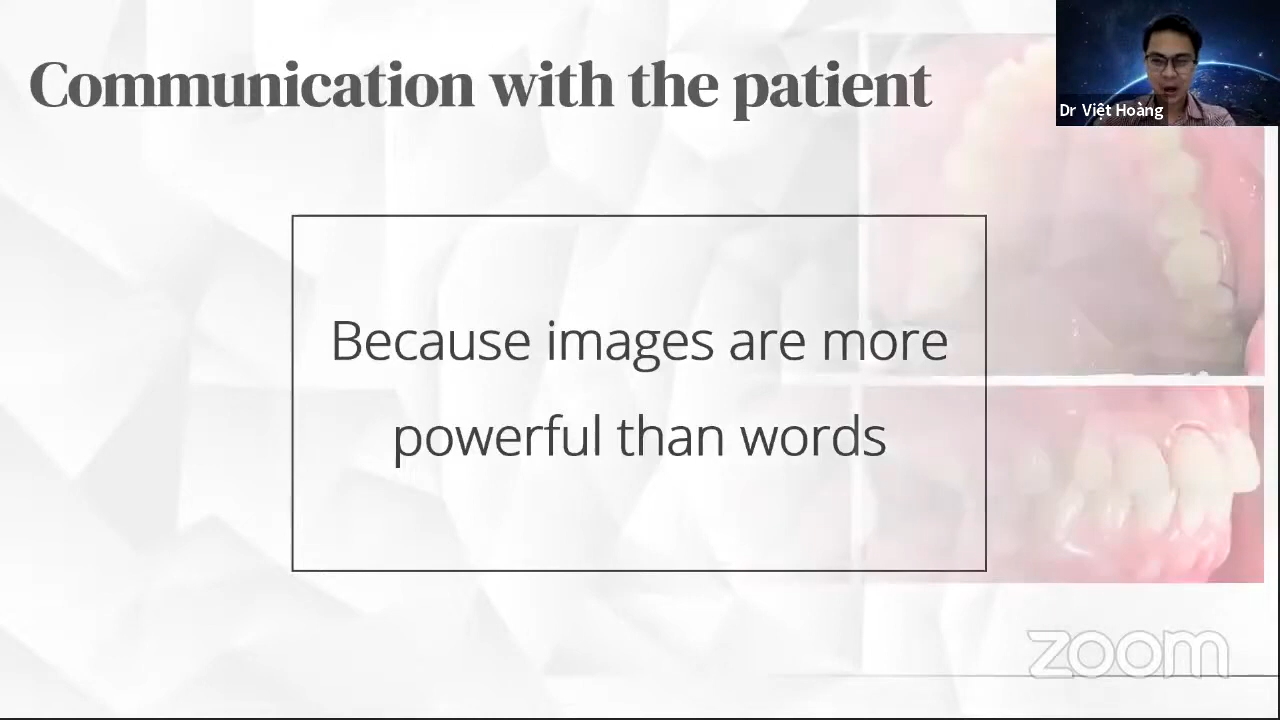 Communication with the patient
Dr Việt Hoàng
Because images are more
powerful than words
zoom